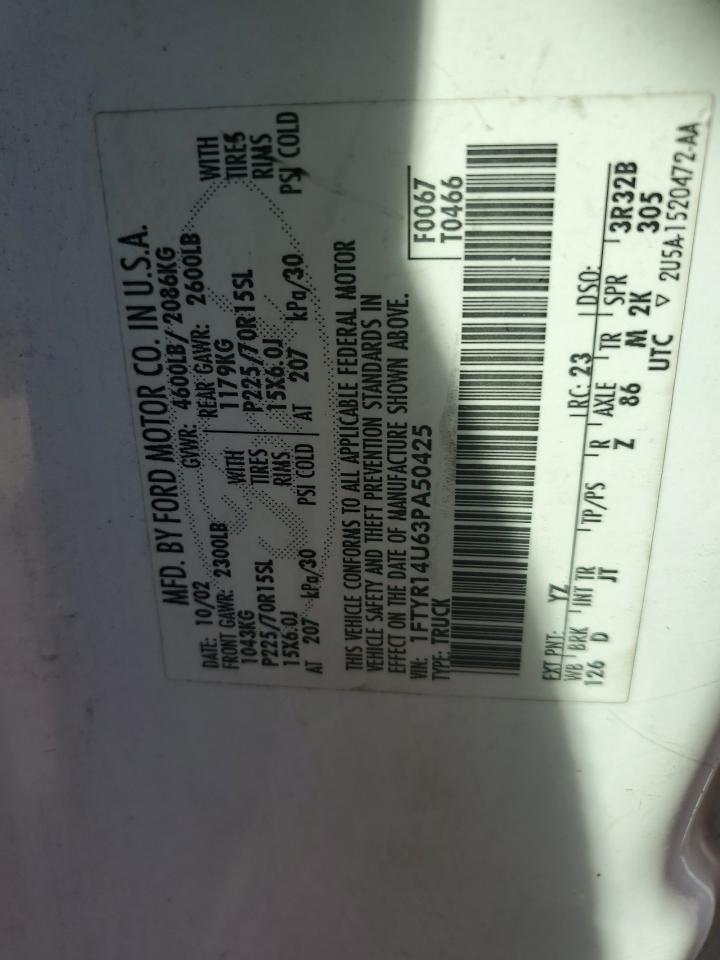 MFD. BY FORD MOTOR CO. IN U.S.A.
DATE: 10/02 GVWR: 4600LB/ 2086KG
FRONT GAWR: 2300LB REAR GAWR: 2600LB
1043KG WITH 1179KG WITH
P225/70R15SL TIRES P225/70R15SL TIRES
15X6.0J RIMS 15X6.0J RIMS
AT 207 kPa/30 PSI COLD AT 207 kPa/30 PSI COLD
THIS VEHICLE CONFORMS TO ALL APPLICABLE FEDERAL MOTOR
VEHICLE SAFETY AND THEFT PREVENTION STANDARDS IN
EFFECT ON THE DATE OF MANUFACTURE SHOWN ABOVE.
VIN: 1FTYR14U63PA50425 F0067
TYPE: TRUCK T0466
EXT PNT: YZ RC: 23 DSO:
WB BRK INT TR TP/PS R AXLE TR SPR 3R32B
126 D JT Z 86 M 2K 305
UTC ▽ 2U5A-1520472-AA